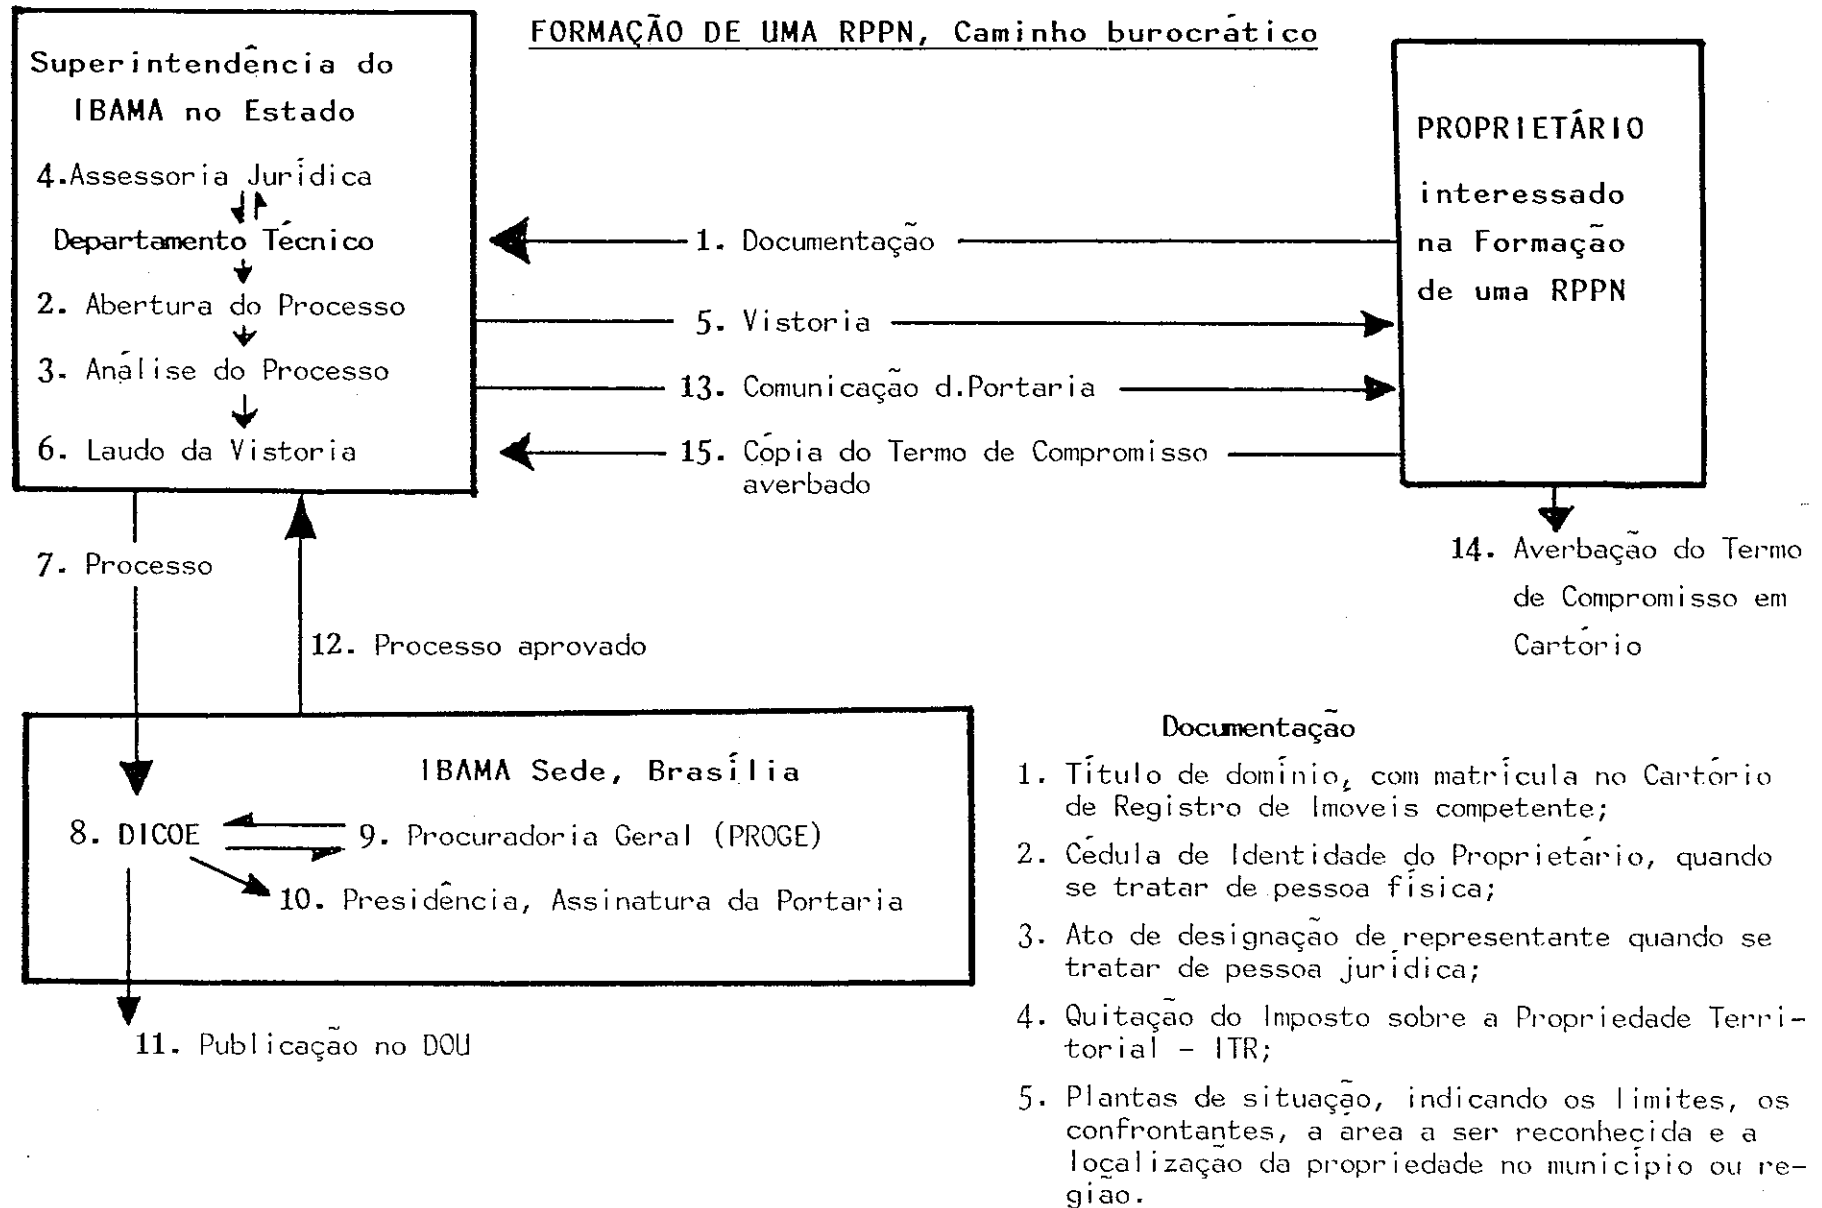 FORMAÇÃO DE UMA RPPN, Caminho burocrático
Superintendência do
IBAMA no Estado
4.Assessoria Jurídica
Departamento Técnico
2. Abertura do Processo
3. Análise do Processo
6. Laudo da Vistoria
1. Documentação
5. Vistoria
13. Comunicação d.Portaria
15. Cópia do Termo de Compromisso
averbado
PROPRIETÁRIO
interessado
na Formação
de uma RPPN
14. Averbação do Termo
de Compromisso em
Cartório
7. Processo
12. Processo aprovado
IBAMA Sede, Brasília
8. DICOE
9. Procuradoria Geral (PROGE)
10. Presidência, Assinatura da Portaria
11. Publicação no DOU
Documentação
1. Título de domínio, com matrícula no Cartório
de Registro de Imóveis competente;
2. Cédula de Identidade do Proprietário, quando
se tratar de pessoa física;
3. Ato de designação de representante quando se
tratar de pessoa jurídica;
4. Quitação do Imposto sobre a Propriedade Terri-
torial - ITR;
5. Plantas de situação, indicando os limites, os
confrontantes, a área a ser reconhecida e a
localização da propriedade no município ou re-
gião.